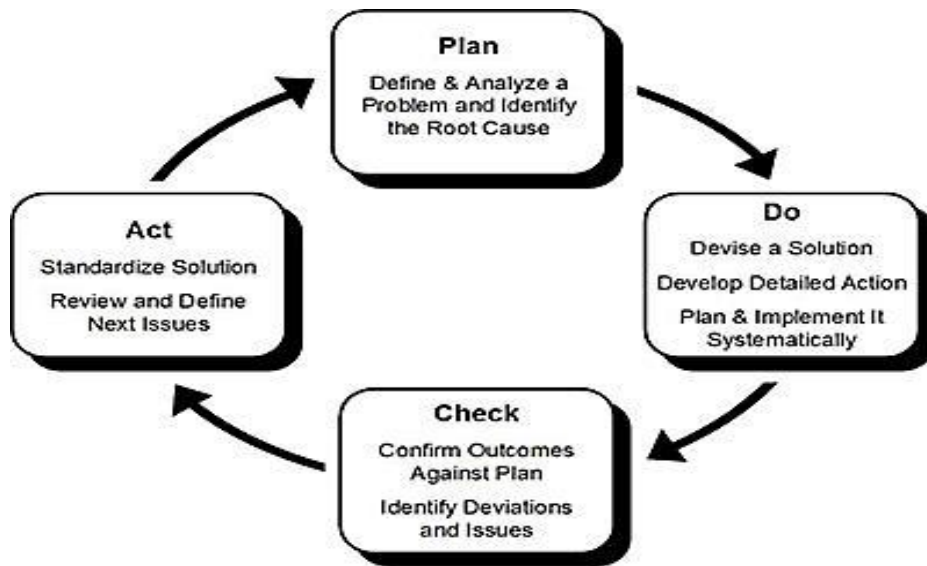 Plan
Define & Analyze a
Problem and Identify
the Root Cause
Do
Devise a Solution
Develop Detailed Action
Plan & Implement It
Systematically
Check
Confirm Outcomes
Against Plan
Identify Deviations
and Issues
Act
Standardize Solution
Review and Define
Next Issues